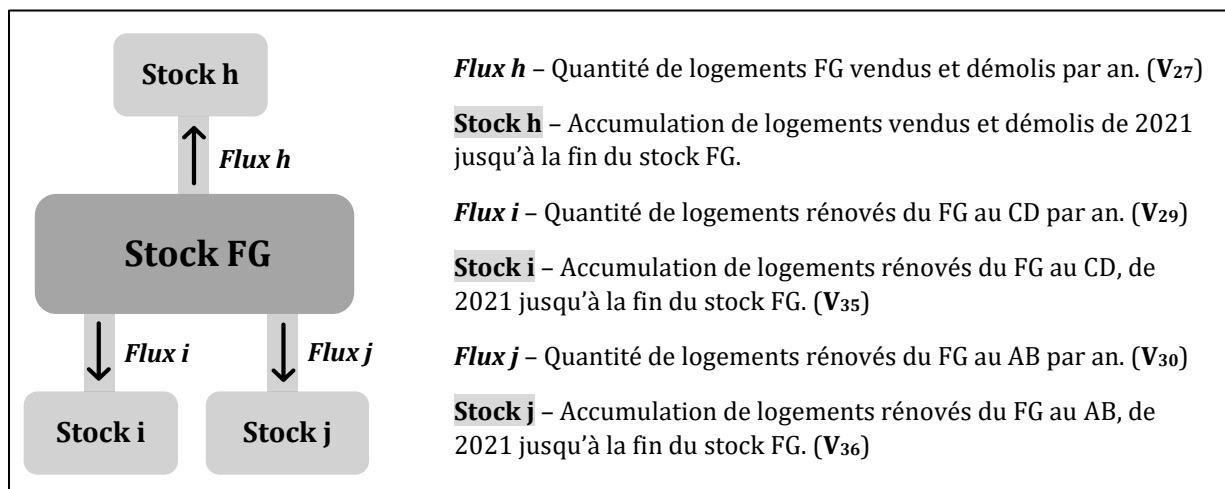 Stock h
Flux h
Stock FG
Flux i
Flux j
Stock i
Stock j
Flux h – Quantité de logements FG vendus et démolis par an. (V27)
Stock h – Accumulation de logements vendus et démolis de 2021
jusqu’à la fin du stock FG.
Flux i – Quantité de logements rénovés du FG au CD par an. (V29)
Stock i – Accumulation de logements rénovés du FG au CD, de
2021 jusqu’à la fin du stock FG. (V35)
Flux j – Quantité de logements rénovés du FG au AB par an. (V30)
Stock j – Accumulation de logements rénovés du FG au AB, de
2021 jusqu’à la fin du stock FG. (V36)